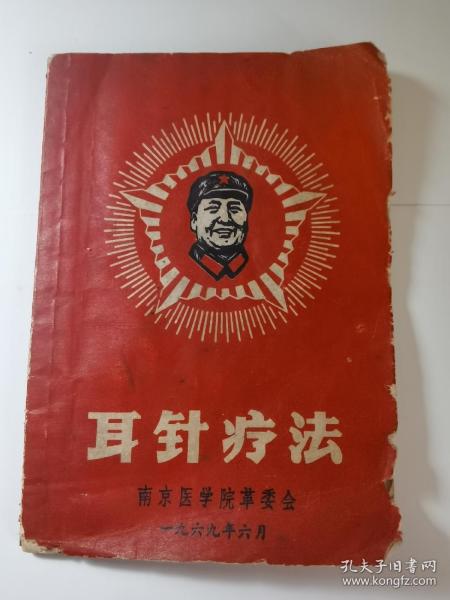 耳针疗法
南京医学院革委会
一九六九年六月
孔夫子旧书网
www.kongfz.com